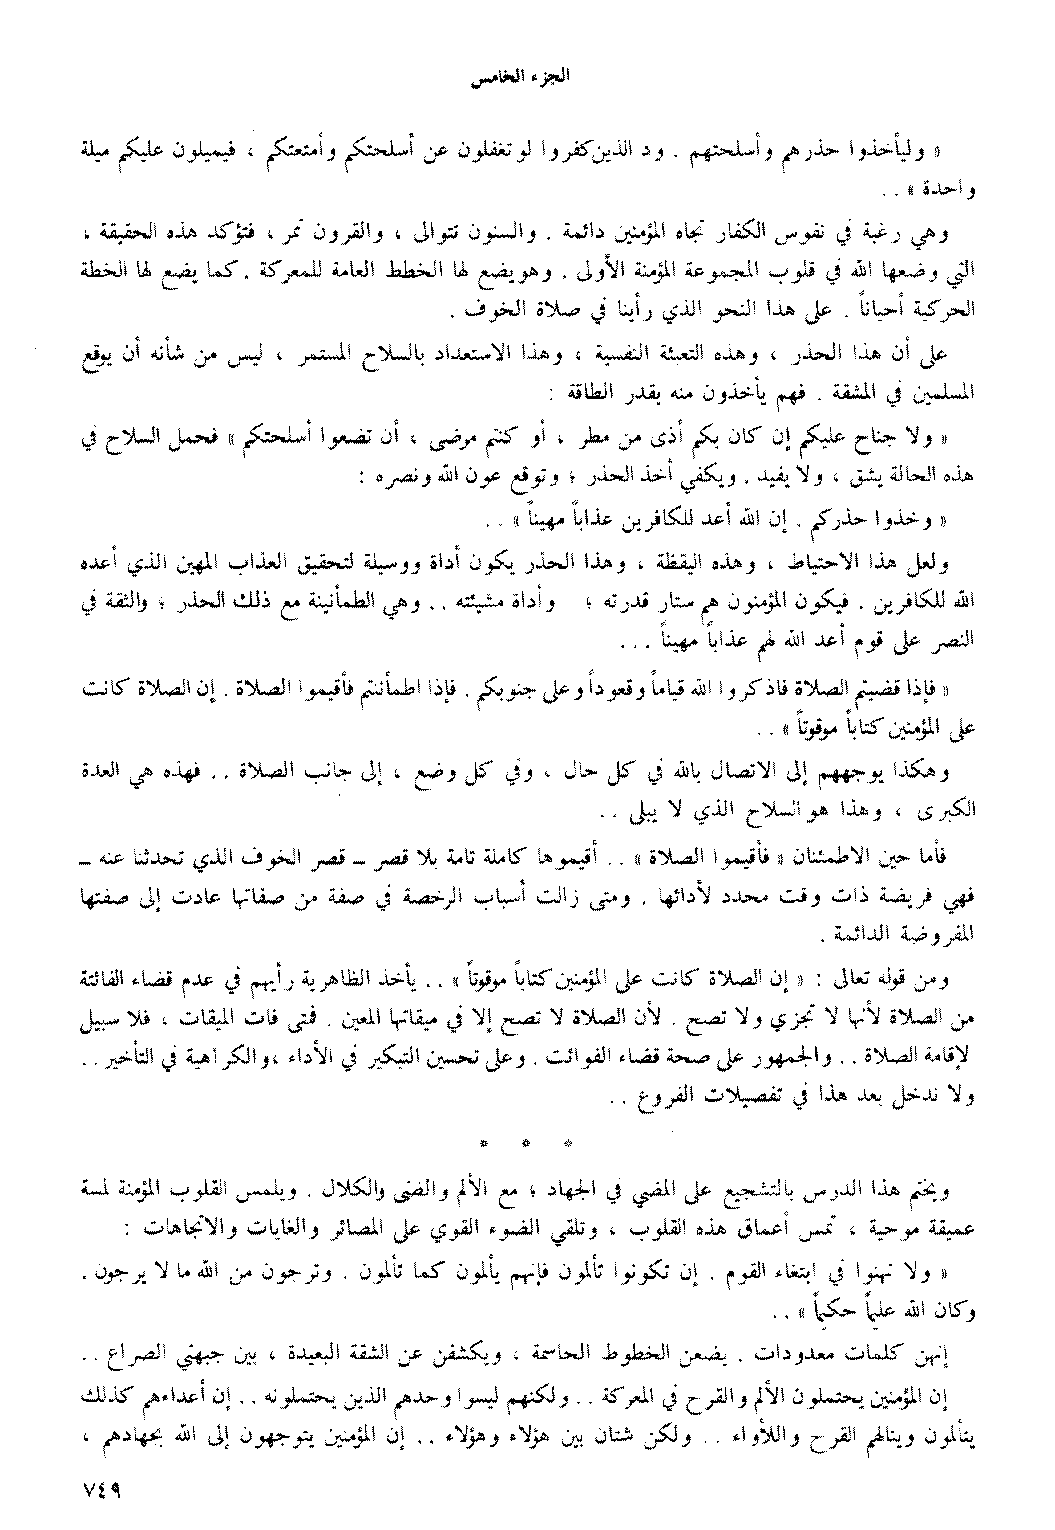 الجزء الخامس
« وليأخذوا حذرهم وأسلحتهم . ود الذين كفروا لو تغفلون عن أسلحتكم وأمتعتكم ، فيميلون عليكم ميلة
واحدة » . .
وهي رغبة في نفوس الكفار تجاه المؤمنين دائمة . والسنون تتوالى ، والقرون تمر ، فتؤكد هذه الحقيقة ،
التي وضعها الله في قلوب المجموعة المؤمنة الأولى . وهو يضع لها الخطط العامة للمعركة . كما يضع لها الخطة
الحركية أحياناً . على هذا النحو الذي رأينا في صلاة الخوف .
على أن هذا الحذر ، وهذه التعبئة النفسية ، وهذا الاستعداد بالسلاح المستمر ، ليس من شأنه أن يوقع
المسلمين في المشقة . فهم يأخذون منه بقدر الطاقة :
« ولا جناح عليكم إن كان بكم أذى من مطر ، أو كنتم مرضى ، أن تضعوا أسلحتكم » فحمل السلاح في
هذه الحالة يشق ، ولا يفيد . ويكفي أخذ الحذر ؛ وتوقع عون الله ونصره :
« وخذوا حذركم . إن الله أعد للكافرين عذاباً مهيناً » . .
ولعل هذا الاحتياط ، وهذه اليقظة ، وهذا الحذر يكون أداة ووسيلة لتحقيق العذاب المهين الذي أعده
الله للكافرين . فيكون المؤمنون هم ستار قدرته ؛ وأداة مشيئته . . وهي الطمأنينة مع ذلك الحذر ؛ والثقة في
النصر على قوم أعد الله لهم عذاباً مهيناً . . .
« فإذا قضيتم الصلاة فاذكروا الله قياماً وقعوداً وعلى جنوبكم . فإذا اطمأننتم فأقيموا الصلاة . إن الصلاة كانت
على المؤمنين كتاباً موقوتاً » . .
وهكذا يوجههم إلى الاتصال بالله في كل حال ، وفي كل وضع ، إلى جانب الصلاة . . فهذه هي العدة
الكبرى ، وهذا هو السلاح الذي لا يبلى . .
فأما حين الاطمئنان « فأقيموا الصلاة » . . أقيموها كاملة تامة بلا قصر ــ قصر الخوف الذي تحدثنا عنه ــ
فهي فريضة ذات وقت محدد لأدائها . ومتى زالت أسباب الرخصة في صفة من صفاتها عادت إلى صفتها
المفروضة الدائمة .
ومن قوله تعالى : « إن الصلاة كانت على المؤمنين كتاباً موقوتاً » . . يأخذ الظاهرية رأيهم في عدم قضاء الفائتة
من الصلاة لأنها لا تجزي ولا تصح . لأن الصلاة لا تصح إلا في ميقاتها المعين . فمتى فات الميقات ، فلا سبيل
لإقامة الصلاة . . والجمهور على صحة قضاء الفوائت . وعلى تحسين التبكير في الأداء ، والكراهية في التأخير . .
ولا ندخل بعد هذا في تفصيلات الفروع . .
* * *
ويختم هذا الدرس بالتشجيع على المضي في الجهاد ؛ مع الألم والضنى والكلال . ويلمس القلوب المؤمنة لمسة
عميقة موحية ، تمس أعماق هذه القلوب ، وتلقي الضوء القوي على المصائر والغايات والاتجاهات :
« ولا تهنوا في ابتغاء القوم . إن تكونوا تألمون فإنهم يألمون كما تألمون . وترجون من الله ما لا يرجون .
وكان الله عليماً حكيماً » . .
إنهن كلمات معدودات . يضعن الخطوط الحاسمة ، ويكشفن عن الشقة البعيدة ، بين جبهتي الصراع . .
إن المؤمنين يحتملون الألم والقرح في المعركة . . ولكنهم ليسوا وحدهم الذين يحتملونه . . إن أعداءهم كذلك
يتألمون وينالهم القرح واللأواء . . ولكن شتان بين هؤلاء وهؤلاء . . إن المؤمنين يتوجهون إلى الله بجهادهم ،
٧٤٩